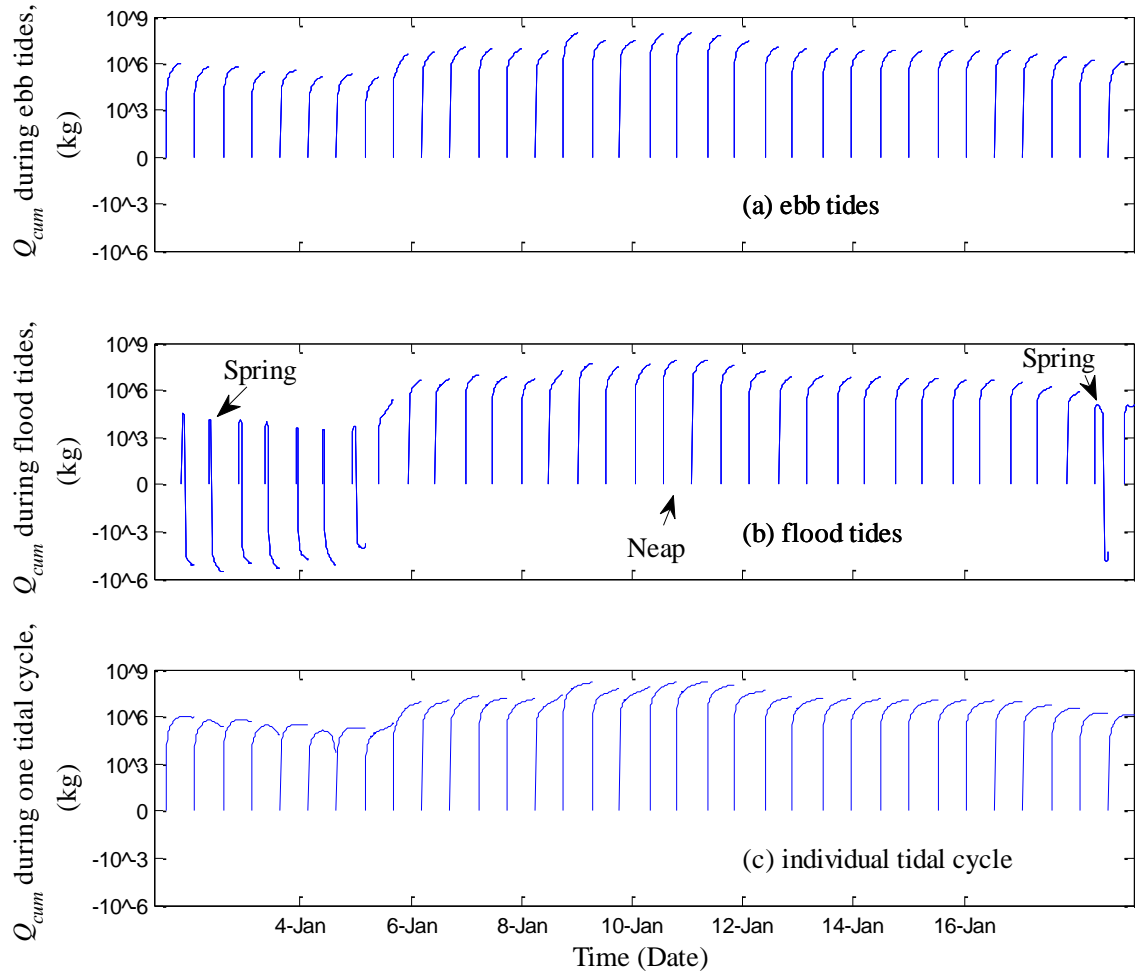 Q_cum during ebb tides,
(kg)
10^9
10^6
10^3
0
-10^-3
-10^-6
(a) ebb tides
Q_cum during flood tides,
(kg)
10^9
10^6
10^3
0
-10^-3
-10^-6
Spring
Spring
Neap
(b) flood tides
Q_cum during one tidal cycle,
(kg)
10^9
10^6
10^3
0
-10^-3
-10^-6
(c) individual tidal cycle
4-Jan 6-Jan 8-Jan 10-Jan 12-Jan 14-Jan 16-Jan
Time (Date)